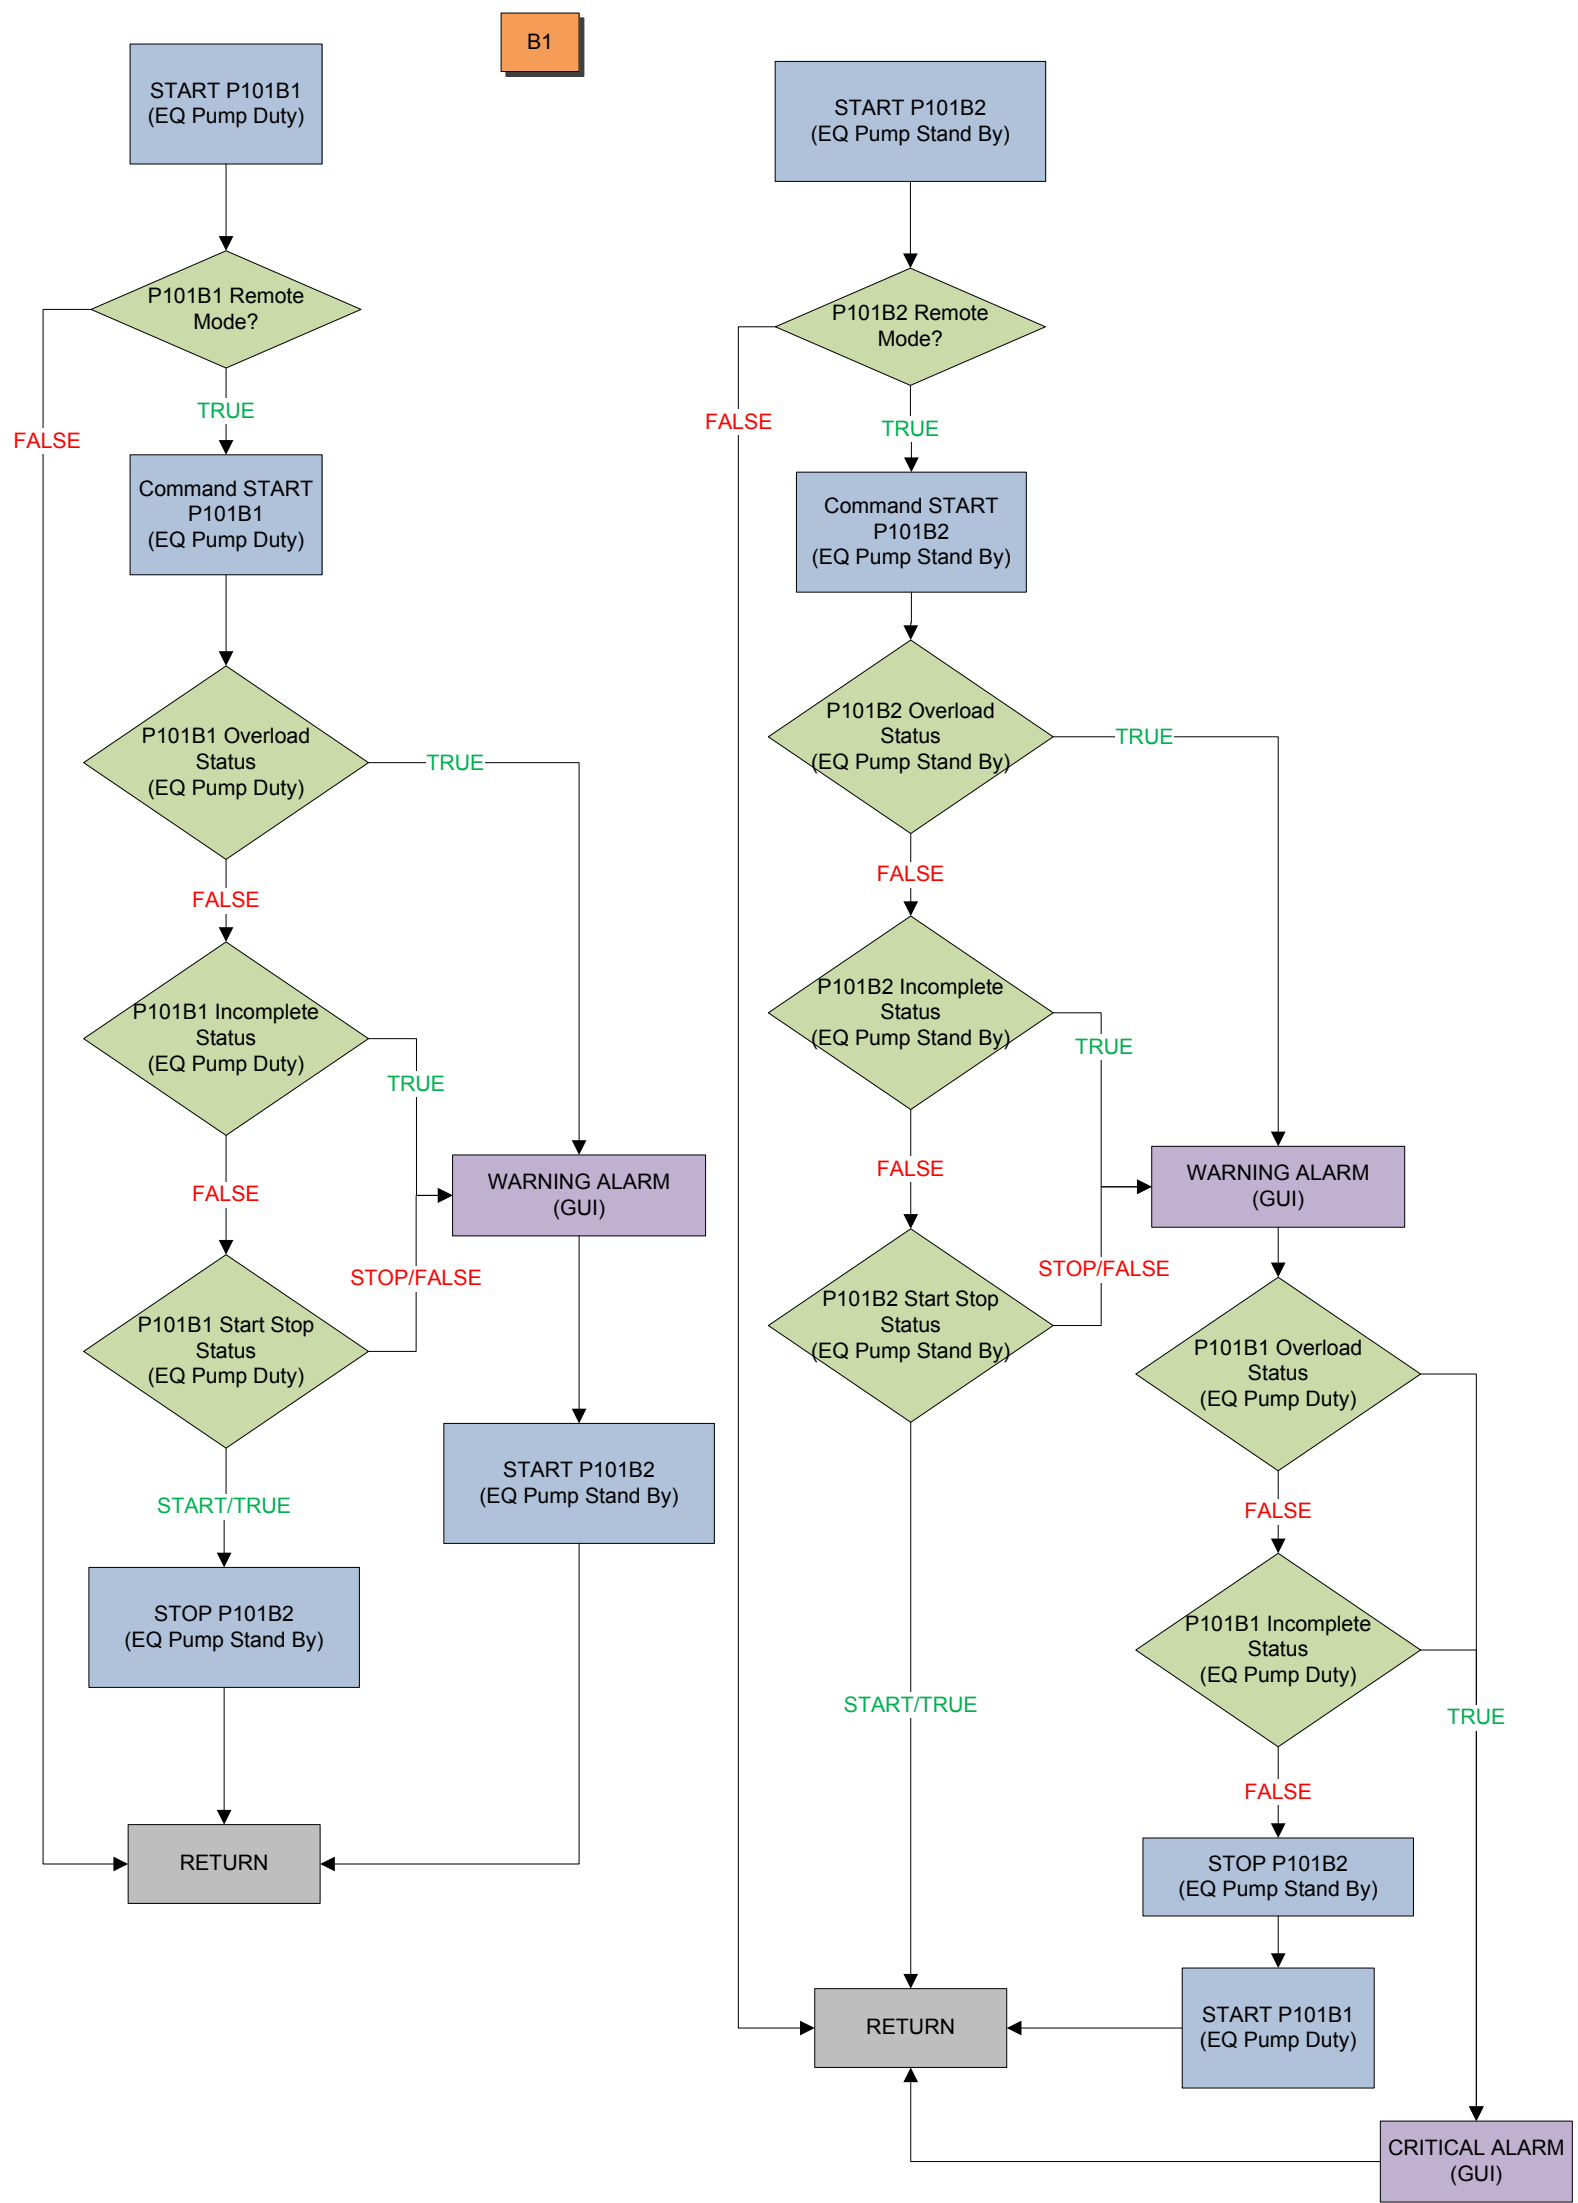 B1
START P101B1
(EQ Pump Duty)
P101B1 Remote
Mode?
TRUE
FALSE
Command START
P101B1
(EQ Pump Duty)
P101B1 Overload
Status
(EQ Pump Duty)
TRUE
FALSE
P101B1 Incomplete
Status
(EQ Pump Duty)
TRUE
FALSE
WARNING ALARM
(GUI)
STOP/FALSE
P101B1 Start Stop
Status
(EQ Pump Duty)
START P101B2
(EQ Pump Stand By)
START/TRUE
STOP P101B2
(EQ Pump Stand By)
RETURN
START P101B2
(EQ Pump Stand By)
P101B2 Remote
Mode?
FALSE
TRUE
Command START
P101B2
(EQ Pump Stand By)
P101B2 Overload
Status
(EQ Pump Stand By)
TRUE
FALSE
P101B2 Incomplete
Status
(EQ Pump Stand By)
TRUE
FALSE
WARNING ALARM
(GUI)
STOP/FALSE
P101B2 Start Stop
Status
(EQ Pump Stand By)
P101B1 Overload
Status
(EQ Pump Duty)
FALSE
P101B1 Incomplete
Status
(EQ Pump Duty)
START/TRUE
TRUE
FALSE
STOP P101B2
(EQ Pump Stand By)
START P101B1
(EQ Pump Duty)
RETURN
CRITICAL ALARM
(GUI)